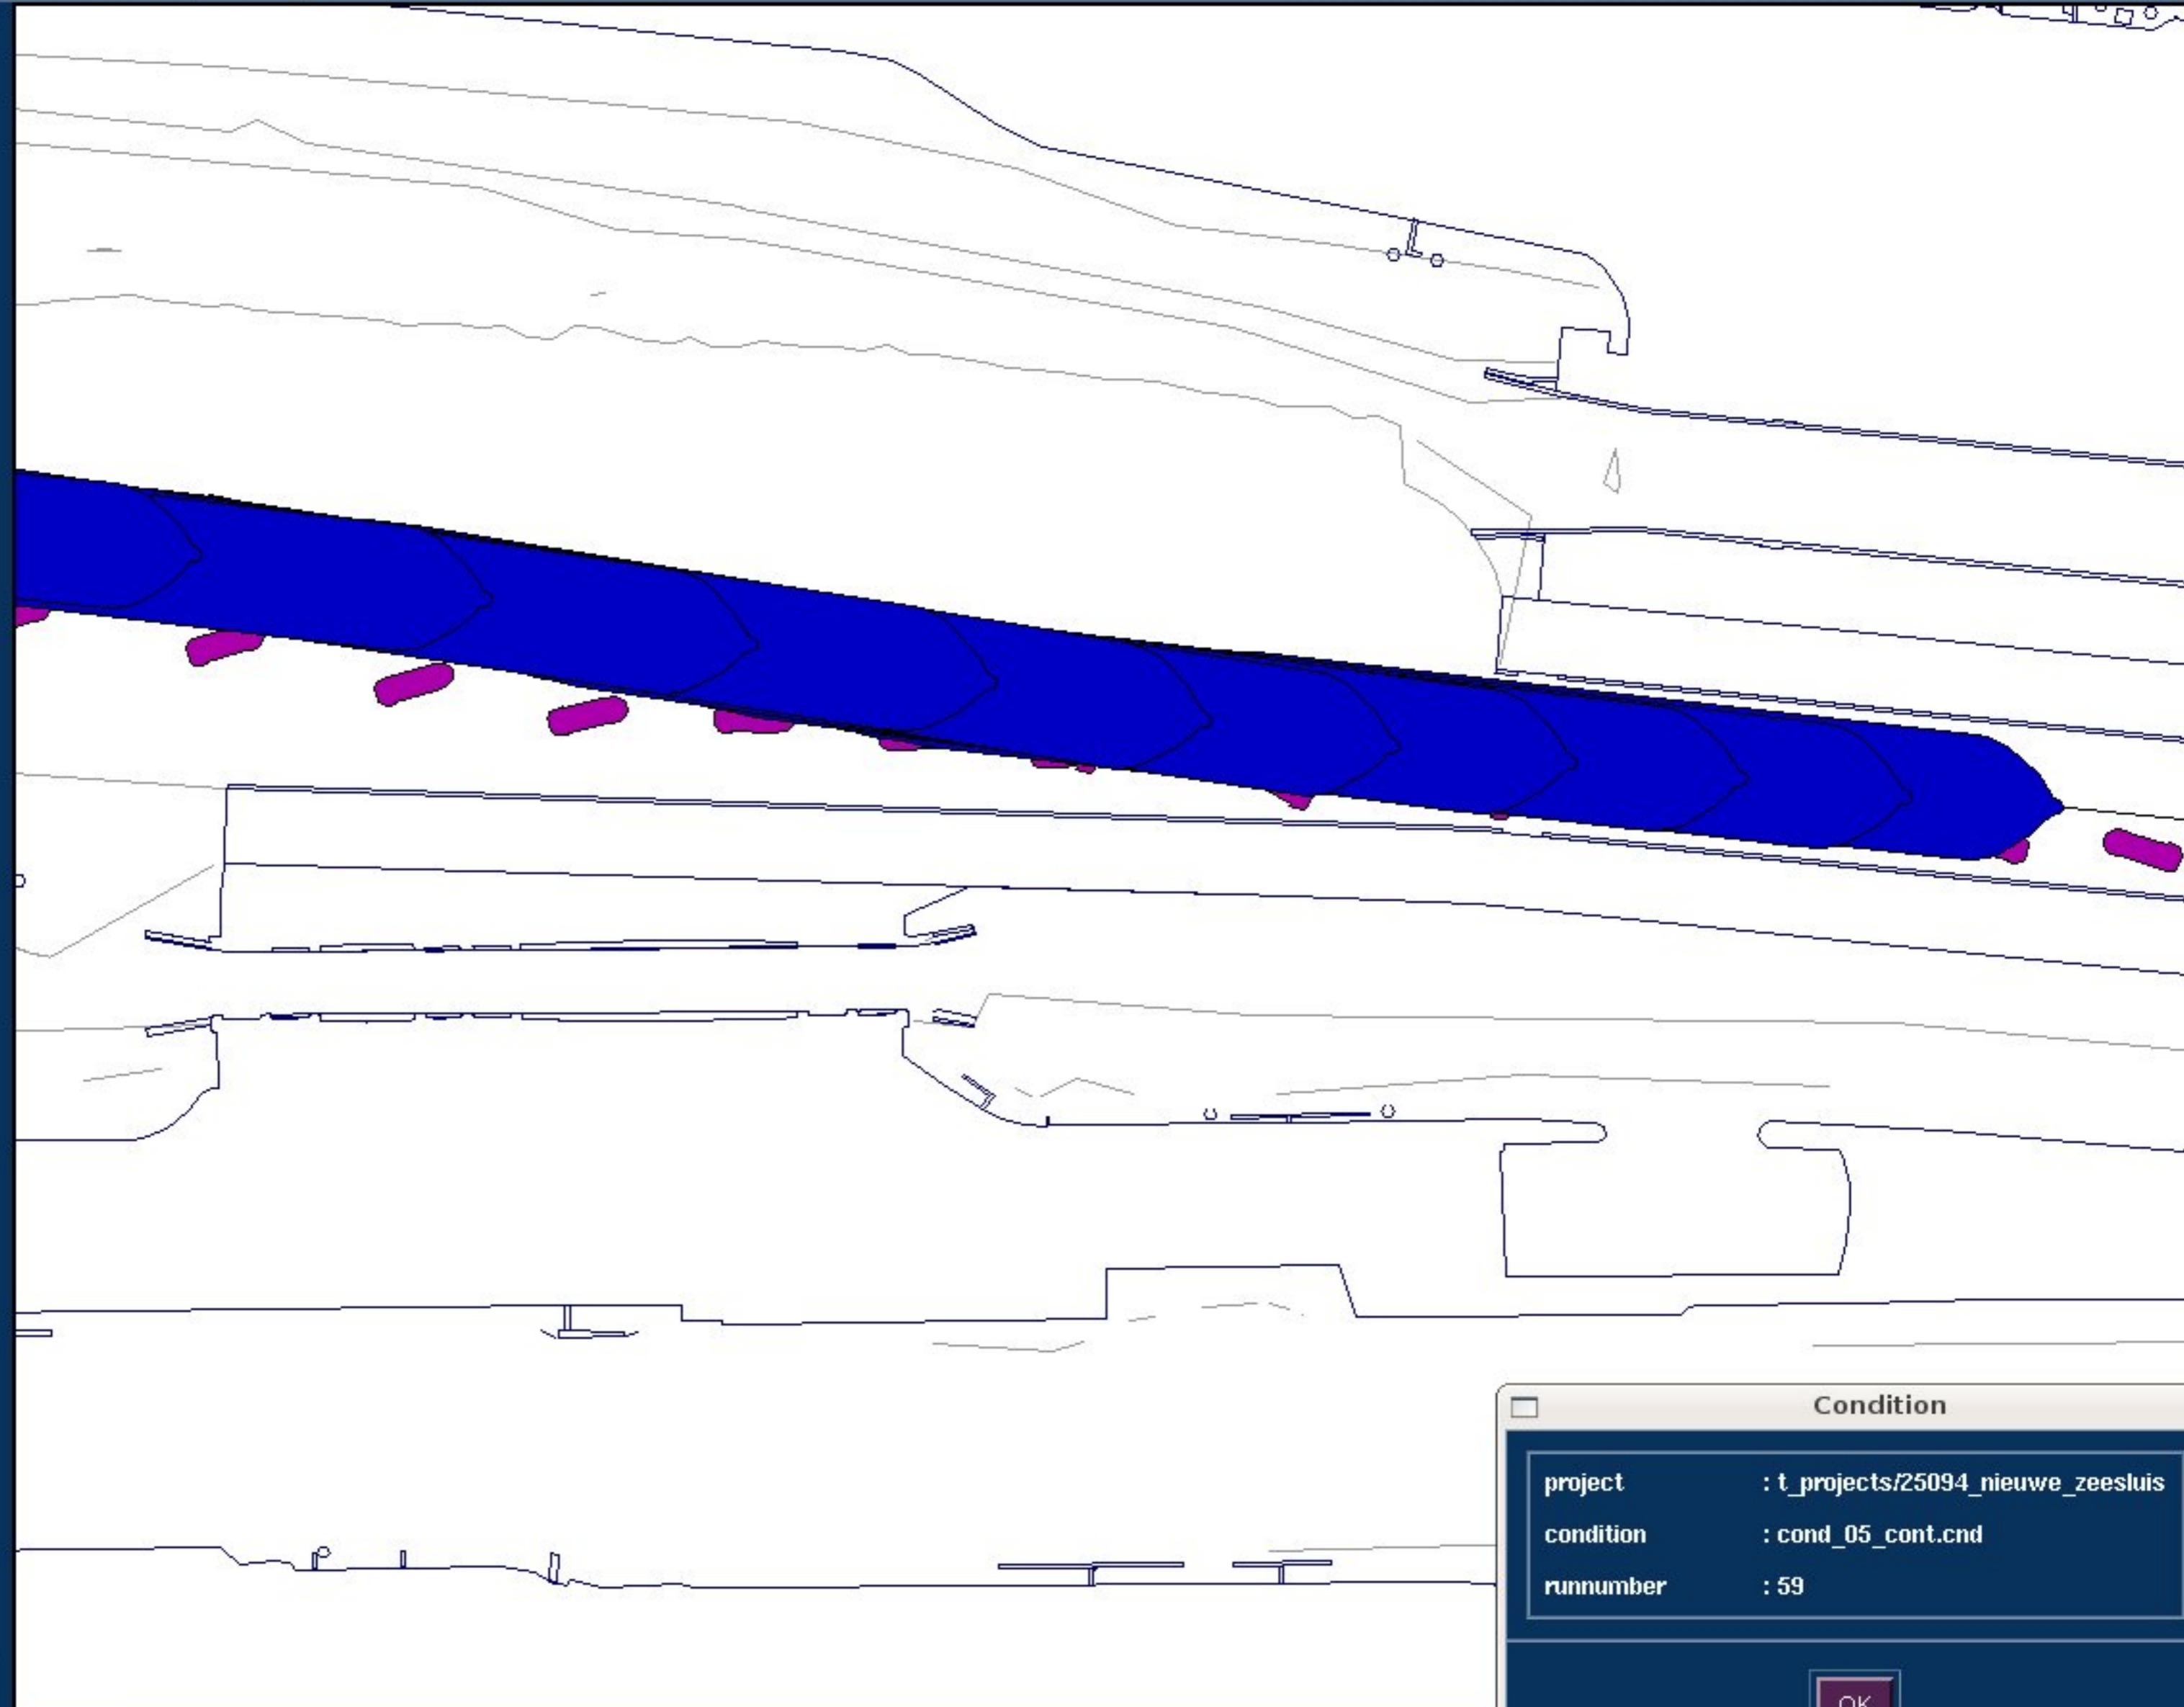 Condition
project : t_projects/25094_nieuwe_zeesluis
condition : cond_05_cont.cnd
runnumber : 59
OK